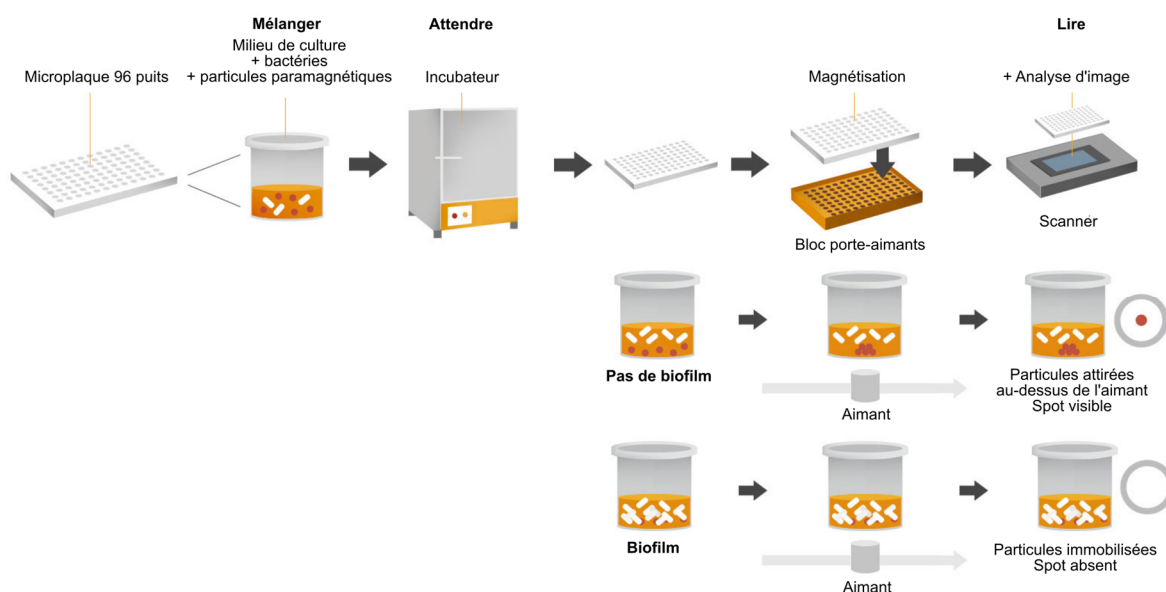 Mélanger
Attendre
Lire
Milieu de culture
+ bactéries
+ particules paramagnétiques
Microplaque 96 puits
Incubateur
Magnétisation
+ Analyse d'image
Bloc porte-aimants
Scanner
Pas de biofilm
Aimant
Particules attirées
au-dessus de l'aimant
Spot visible
Biofilm
Aimant
Particules immobilisées
Spot absent